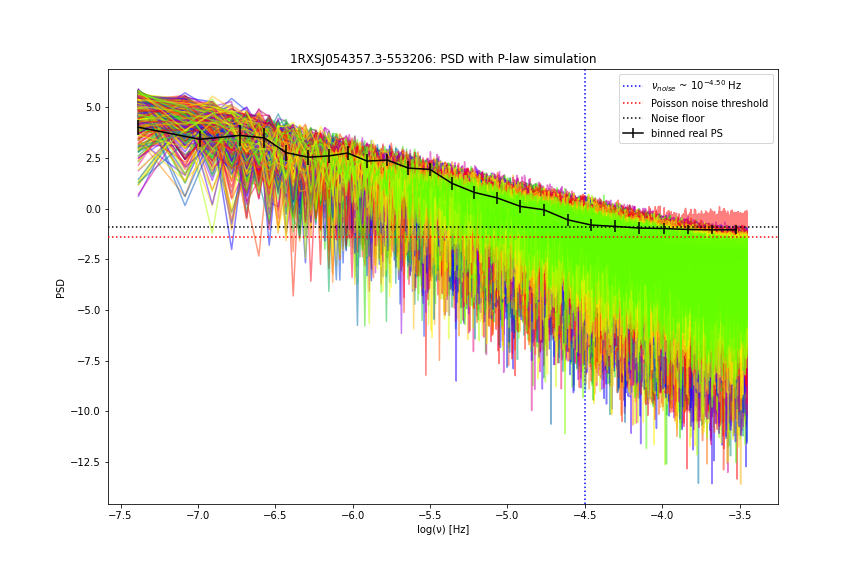 1RXSJ054357.3-553206: PSD with P-law simulation
ν_noise ~ 10^−4.50 Hz
Poisson noise threshold
Noise floor
binned real PS
5.0
2.5
0.0
−2.5
−5.0
−7.5
−10.0
−12.5
PSD
−7.5 −7.0 −6.5 −6.0 −5.5 −5.0 −4.5 −4.0 −3.5
log(ν) [Hz]